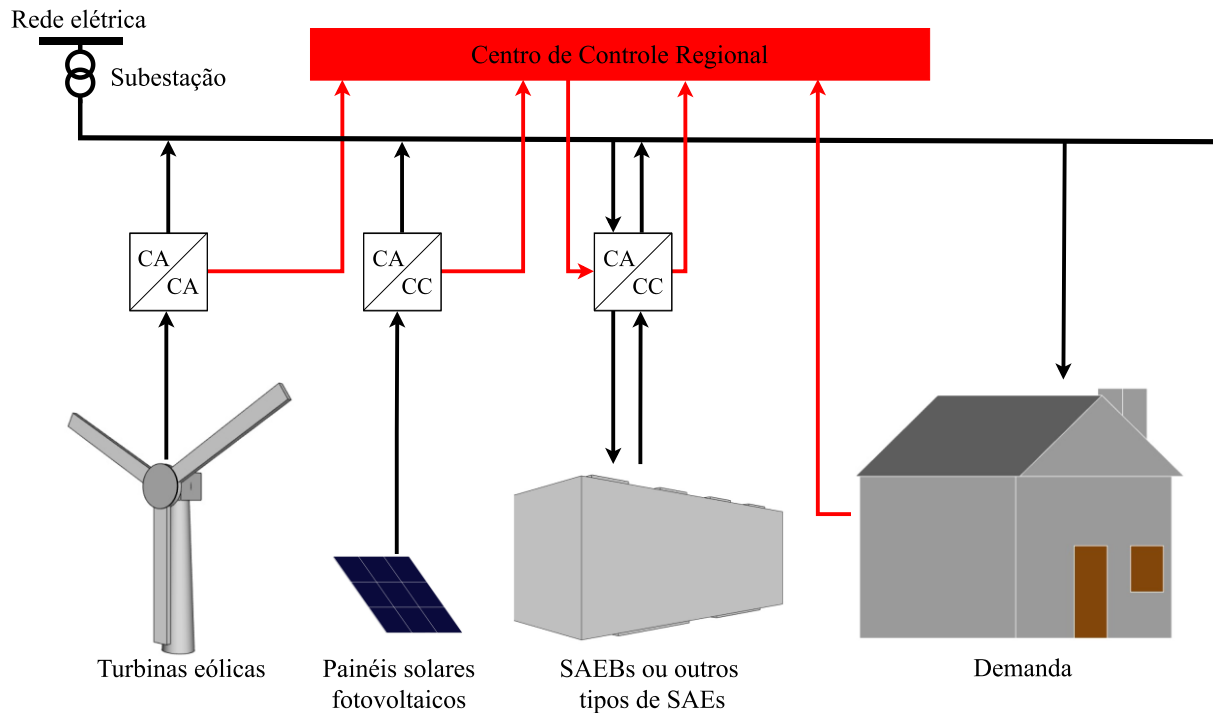 Rede elétrica
Centro de Controle Regional
Subestação
CA
CA
CA
CC
CA
CC
Turbinas eólicas
Painéis solares
fotovoltaicos
SAEBs ou outros
tipos de SAEs
Demanda